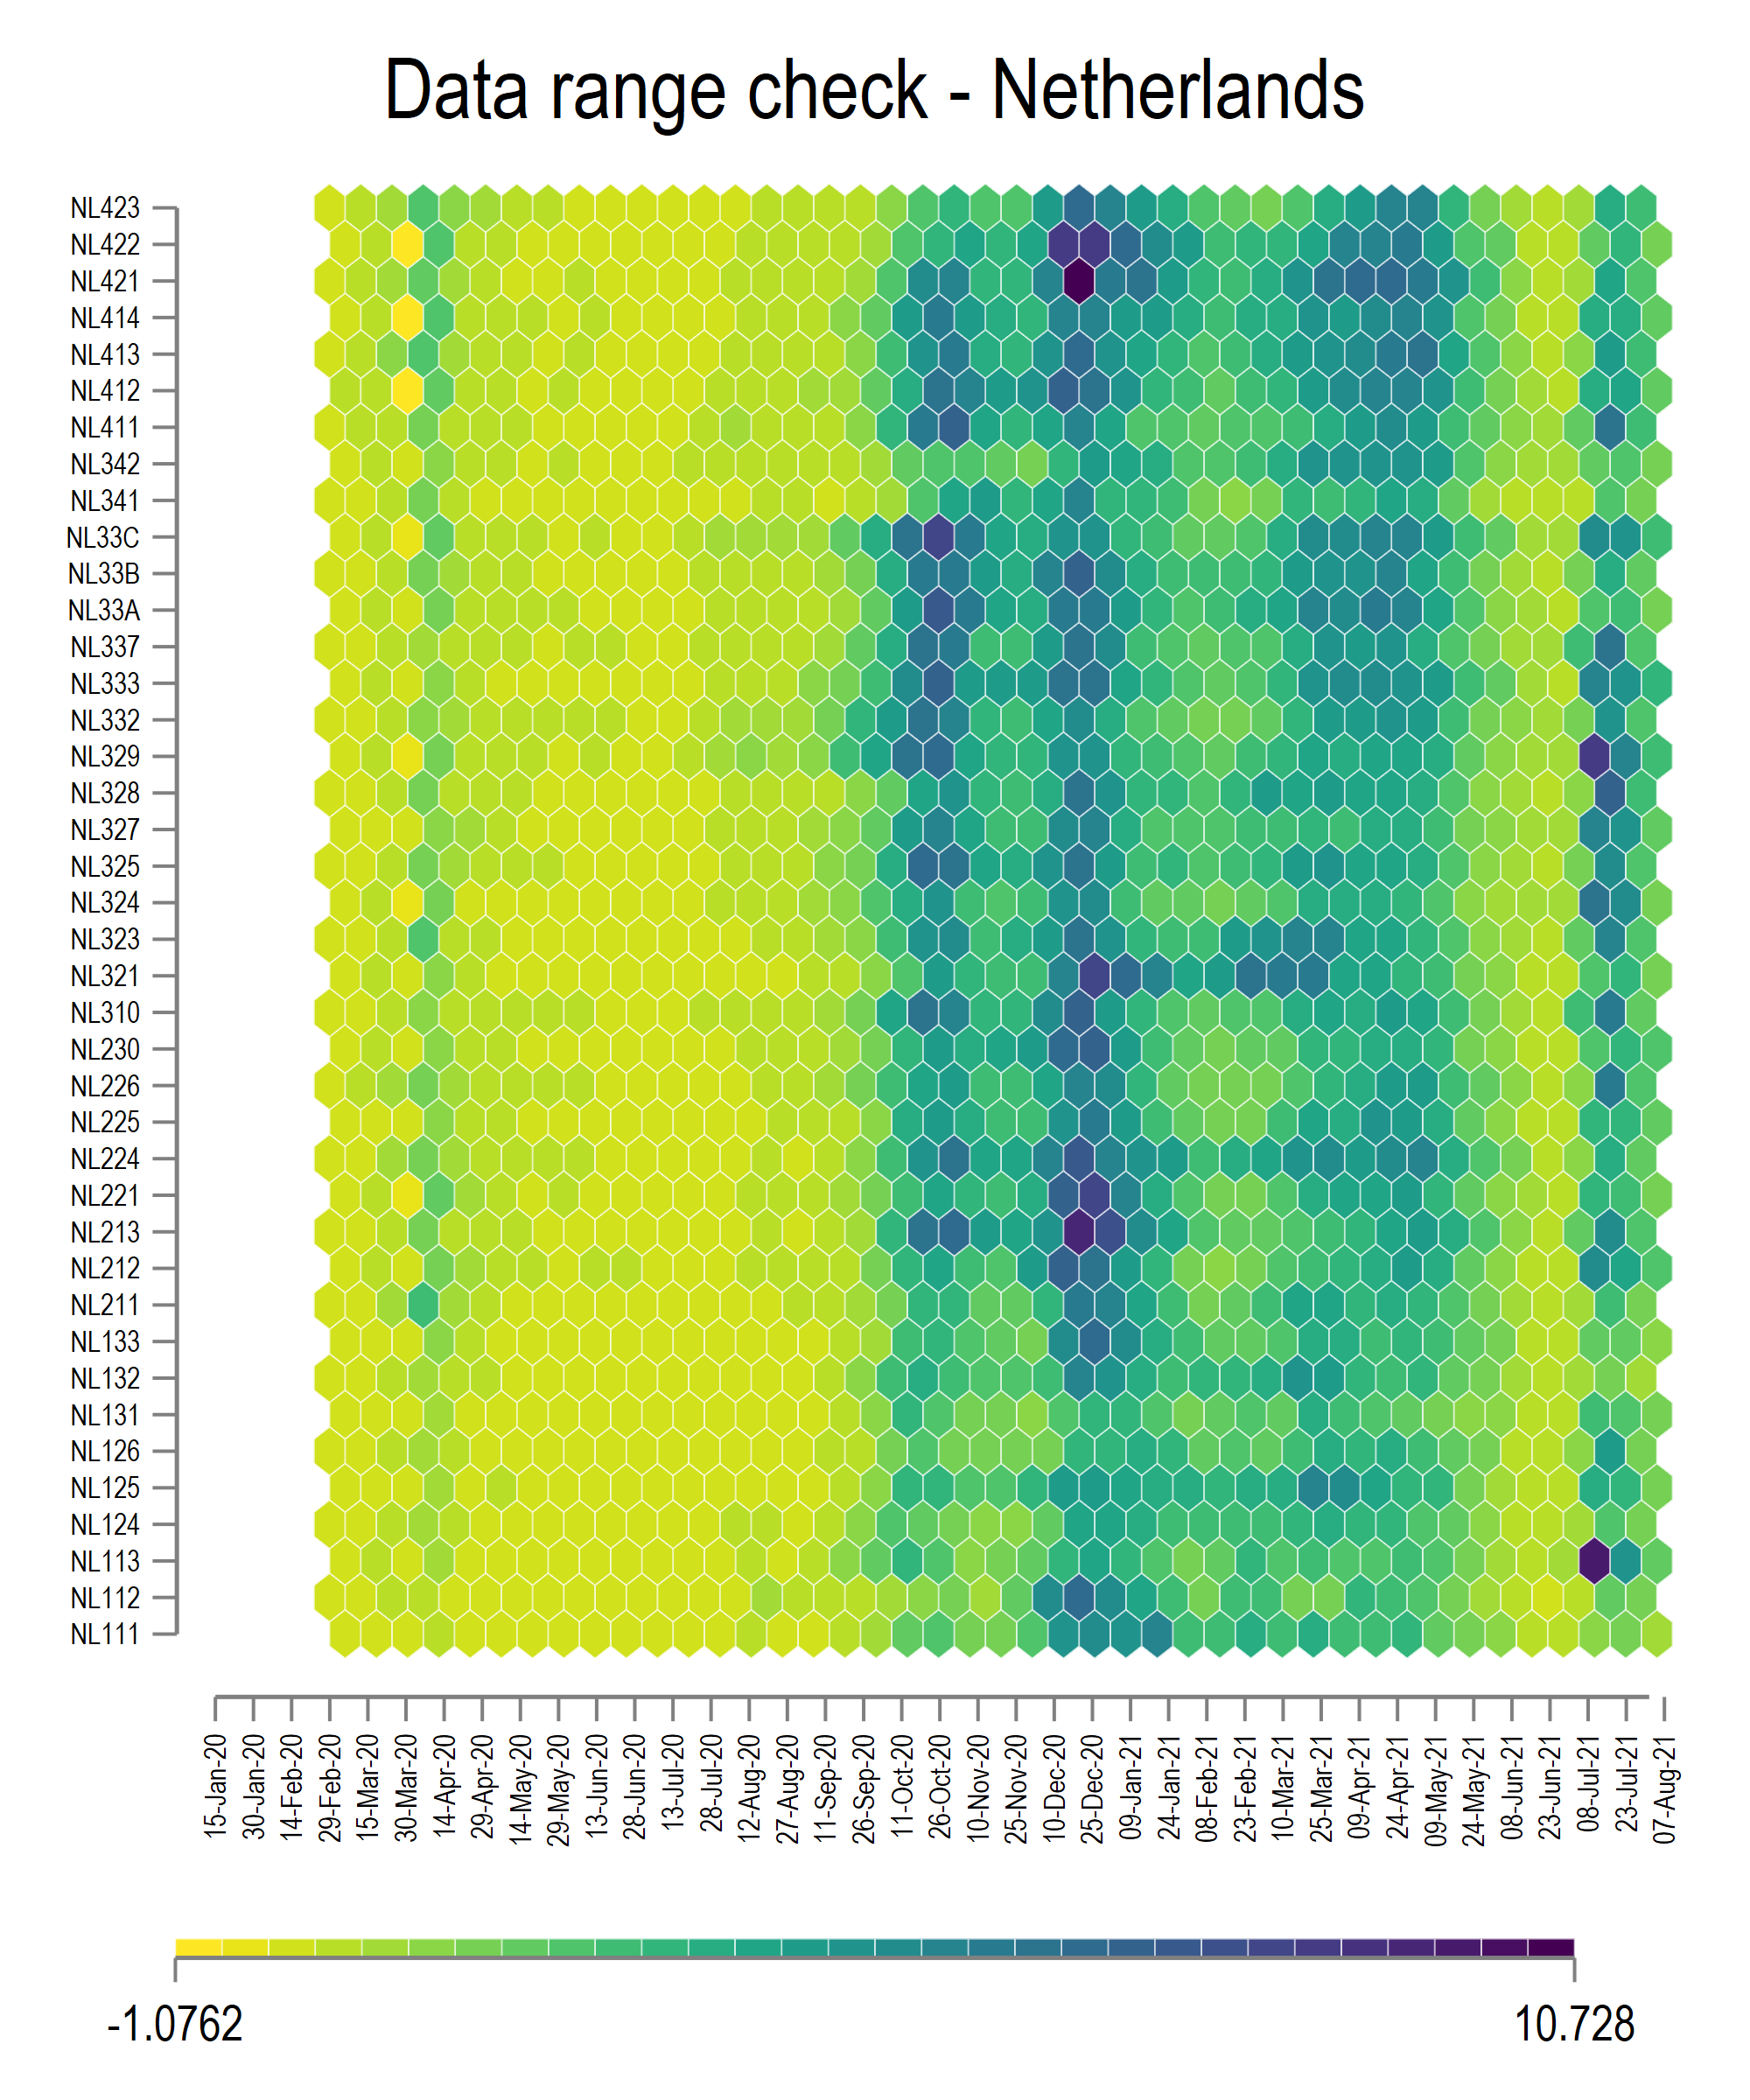 Data range check - Netherlands
NL423
NL422
NL421
NL414
NL413
NL412
NL411
NL342
NL341
NL33C
NL33B
NL33A
NL337
NL333
NL332
NL329
NL328
NL327
NL325
NL324
NL323
NL321
NL310
NL230
NL226
NL225
NL224
NL221
NL213
NL212
NL211
NL133
NL132
NL131
NL126
NL125
NL124
NL113
NL112
NL111
15-Jan-20
30-Jan-20
14-Feb-20
29-Feb-20
15-Mar-20
30-Mar-20
14-Apr-20
29-Apr-20
14-May-20
29-May-20
13-Jun-20
28-Jun-20
13-Jul-20
28-Jul-20
12-Aug-20
27-Aug-20
11-Sep-20
26-Sep-20
11-Oct-20
26-Oct-20
10-Nov-20
25-Nov-20
10-Dec-20
25-Dec-20
09-Jan-21
24-Jan-21
08-Feb-21
23-Feb-21
10-Mar-21
25-Mar-21
09-Apr-21
24-Apr-21
09-May-21
24-May-21
08-Jun-21
23-Jun-21
08-Jul-21
23-Jul-21
07-Aug-21
-1.0762
10.728